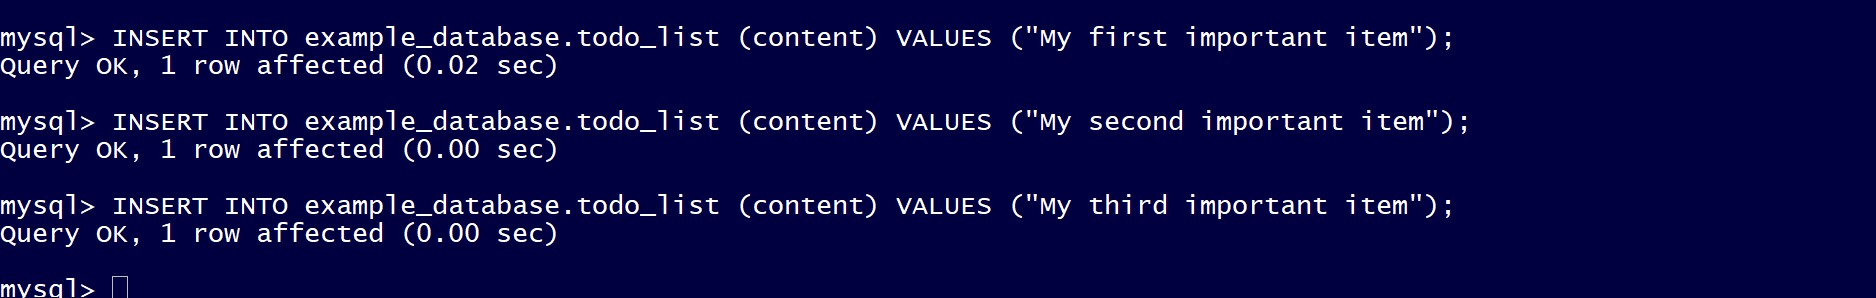 mysql> INSERT INTO example_database.todo_list (content) VALUES ("My first important item");
Query OK, 1 row affected (0.02 sec)
mysql> INSERT INTO example_database.todo_list (content) VALUES ("My second important item");
Query OK, 1 row affected (0.00 sec)
mysql> INSERT INTO example_database.todo_list (content) VALUES ("My third important item");
Query OK, 1 row affected (0.00 sec)
mysql>